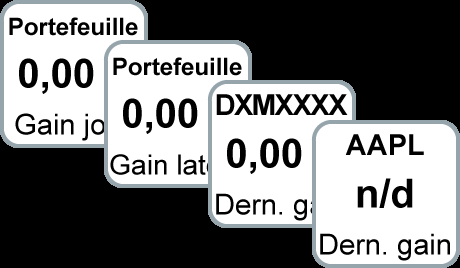 Portefeuille
0,00
Gain jo
Portefeuille
0,00
Gain late
DXMXXXX
0,00
Dern. ga
AAPL
n/d
Dern. gain